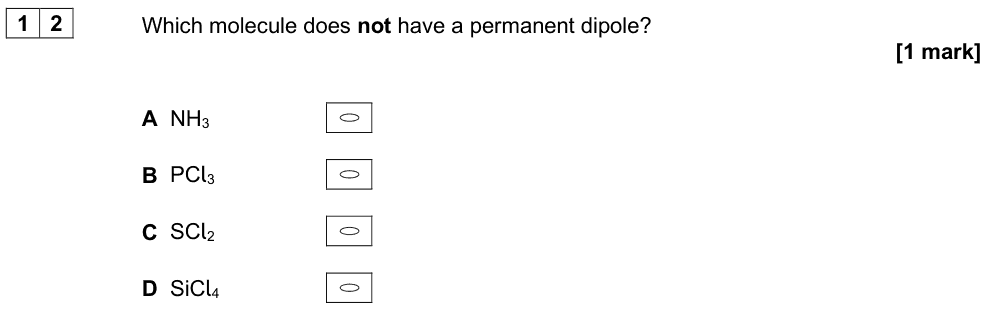 1 2 Which molecule does not have a permanent dipole?
[1 mark]
A NH₃
B PCl₃
C SCl₂
D SiCl₄